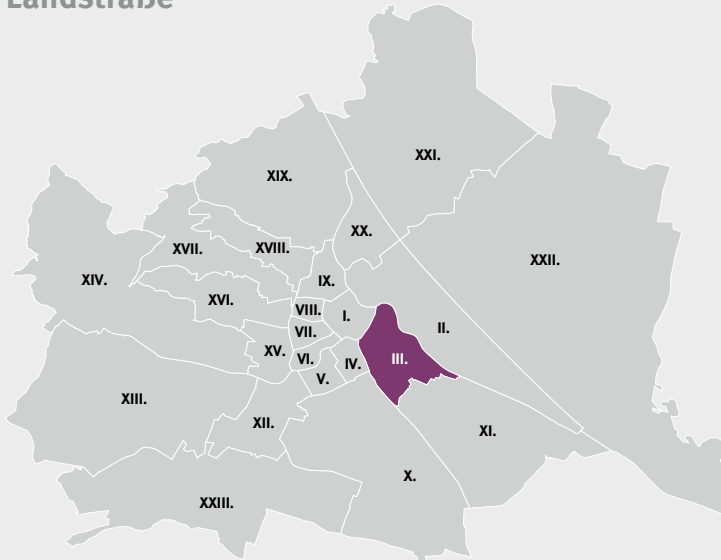 Landstraße
XXI.
XIX.
XX.
XVII.
XVIII.
XXII.
XIV.
IX.
XVI.
VIII.
I.
II.
VII.
XV.
VI.
IV.
III.
V.
XIII.
XII.
XI.
X.
XXIII.